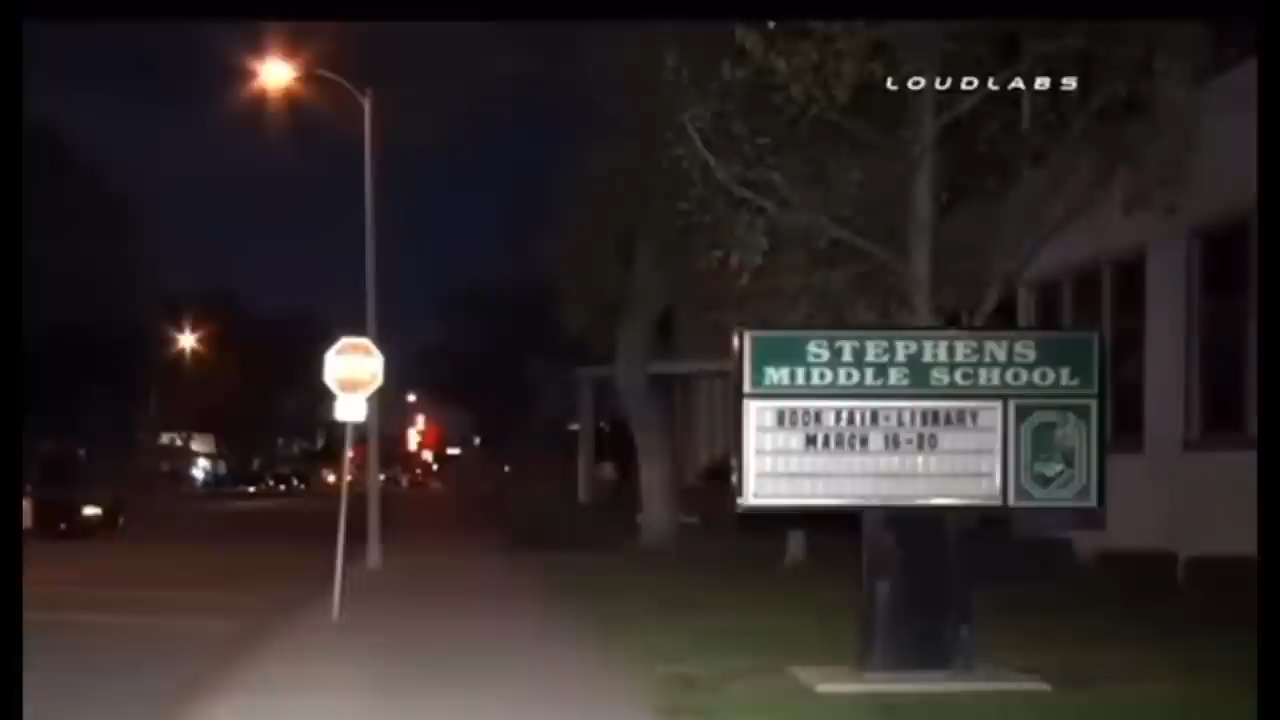 LOUDLABS
STEPHENS
MIDDLE SCHOOL
BOOK FAIR-LIBRARY
MARCH 16-20